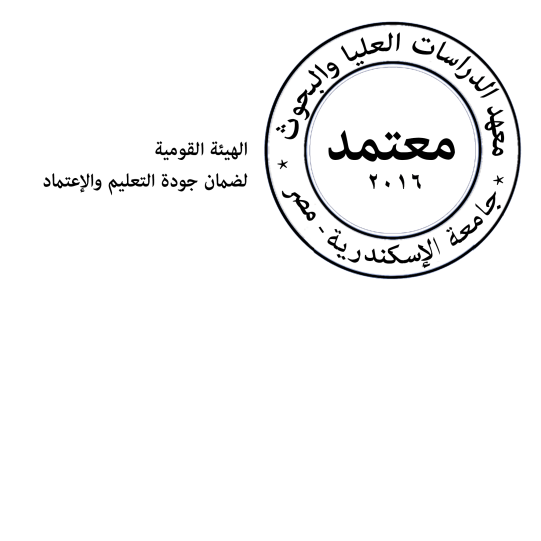 معهد الدراسات العليا والبحوث
معتمد
٢٠١٦
* جامعة الإسكندرية - مصر *
الهيئة القومية
لضمان جودة التعليم والإعتماد